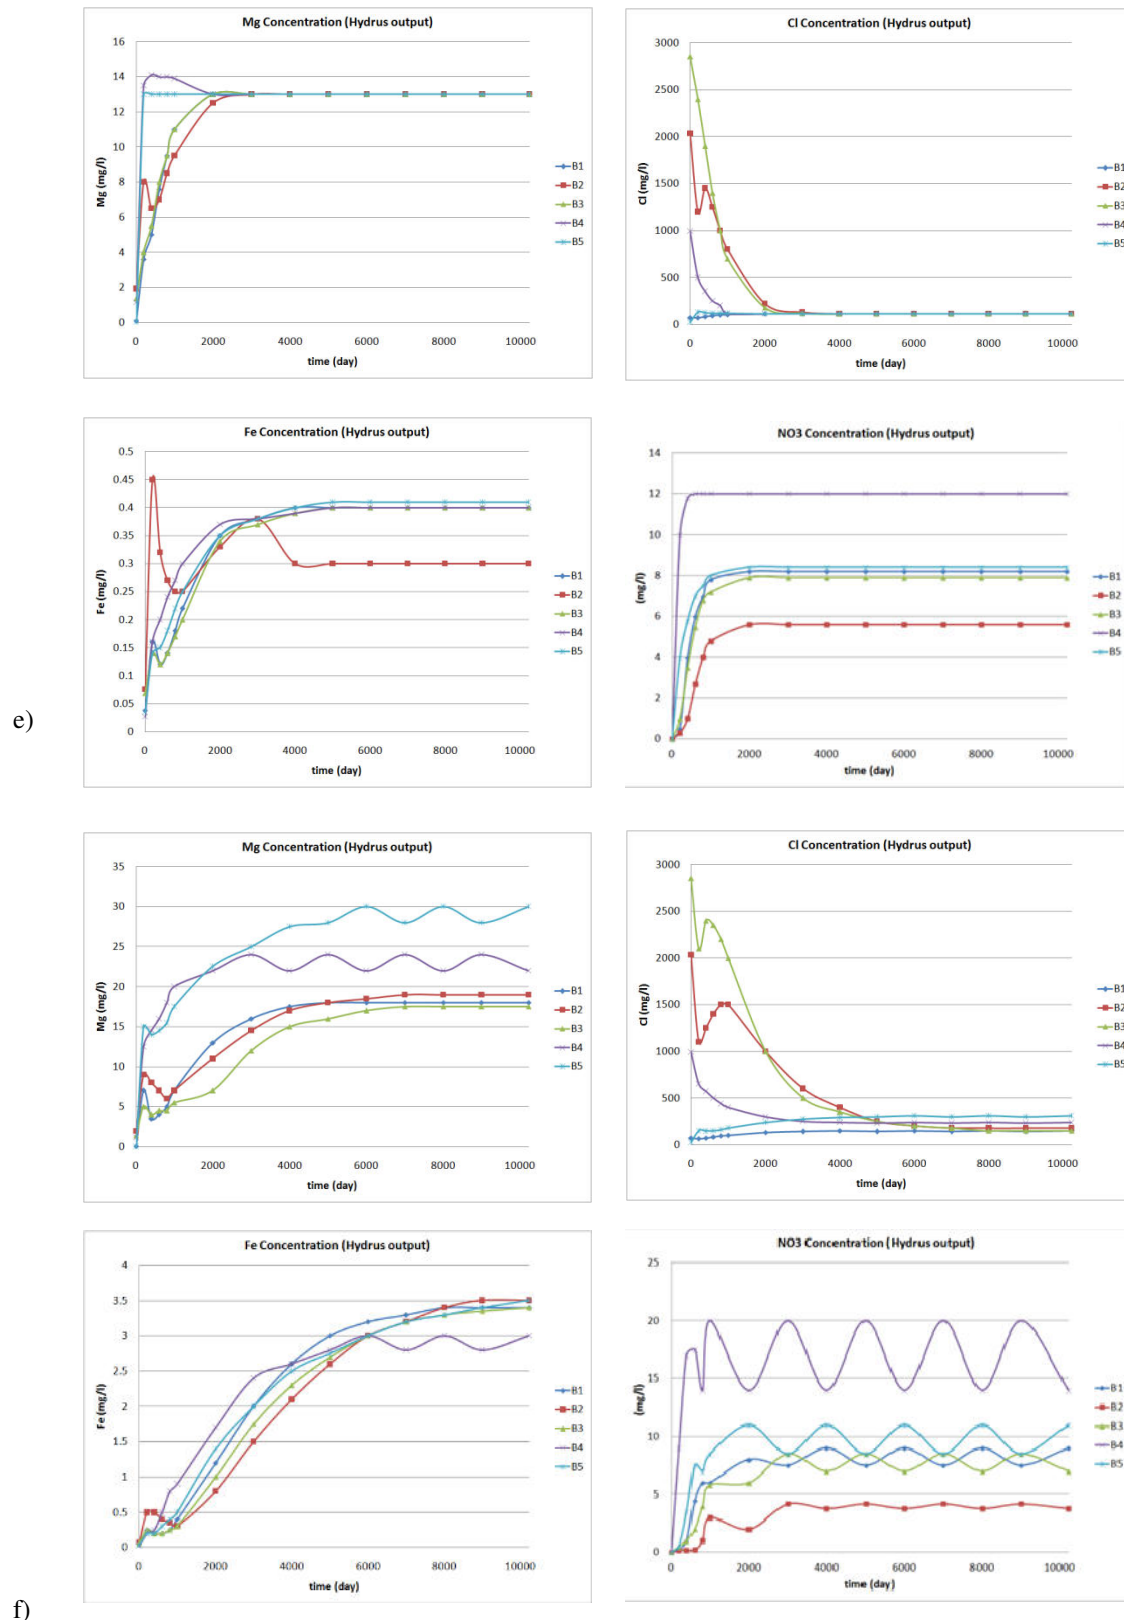 Mg Concentration (Hydrus output)
16
14
12
10
8
6
4
2
0
Mg (mg/l)
0 2000 4000 6000 8000 10000
time (day)
B1
B2
B3
B4
B5
Cl Concentration (Hydrus output)
3000
2500
2000
1500
1000
500
0
Cl (mg/l)
0 2000 4000 6000 8000 10000
time (day)
B1
B2
B3
B4
B5
Fe Concentration (Hydrus output)
0.5
0.45
0.4
0.35
0.3
0.25
0.2
0.15
0.1
0.05
0
Fe (mg/l)
0 2000 4000 6000 8000 10000
time (day)
B1
B2
B3
B4
B5
NO3 Concentration (Hydrus output)
14
12
10
8
6
4
2
0
(mg/l)
0 2000 4000 6000 8000 10000
time (day)
B1
B2
B3
B4
B5
e)
Mg Concentration (Hydrus output)
35
30
25
20
15
10
5
0
Mg (mg/l)
0 2000 4000 6000 8000 10000
time (day)
B1
B2
B3
B4
B5
Cl Concentration (Hydrus output)
3000
2500
2000
1500
1000
500
0
Cl (mg/l)
0 2000 4000 6000 8000 10000
time (day)
B1
B2
B3
B4
B5
Fe Concentration (Hydrus output)
4
3.5
3
2.5
2
1.5
1
0.5
0
Fe (mg/l)
0 2000 4000 6000 8000 10000
time (day)
B1
B2
B3
B4
B5
NO3 Concentration (Hydrus output)
25
20
15
10
5
0
(mg/l)
0 2000 4000 6000 8000 10000
time (day)
B1
B2
B3
B4
B5
f)